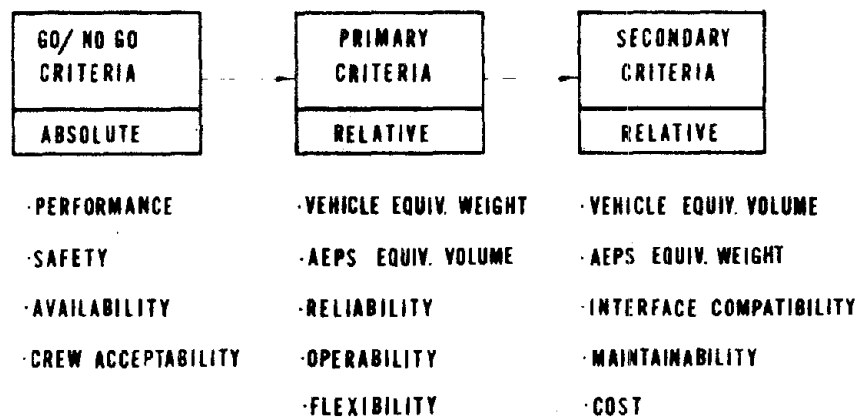 GO/ NO GO
CRITERIA
ABSOLUTE
·PERFORMANCE
·SAFETY
·AVAILABILITY
·CREW ACCEPTABILITY
PRIMARY
CRITERIA
RELATIVE
·VEHICLE EQUIV. WEIGHT
·AEPS EQUIV. VOLUME
·RELIABILITY
·OPERABILITY
·FLEXIBILITY
SECONDARY
CRITERIA
RELATIVE
·VEHICLE EQUIV. VOLUME
·AEPS EQUIV. WEIGHT
·INTERFACE COMPATIBILITY
·MAINTAINABILITY
·COST